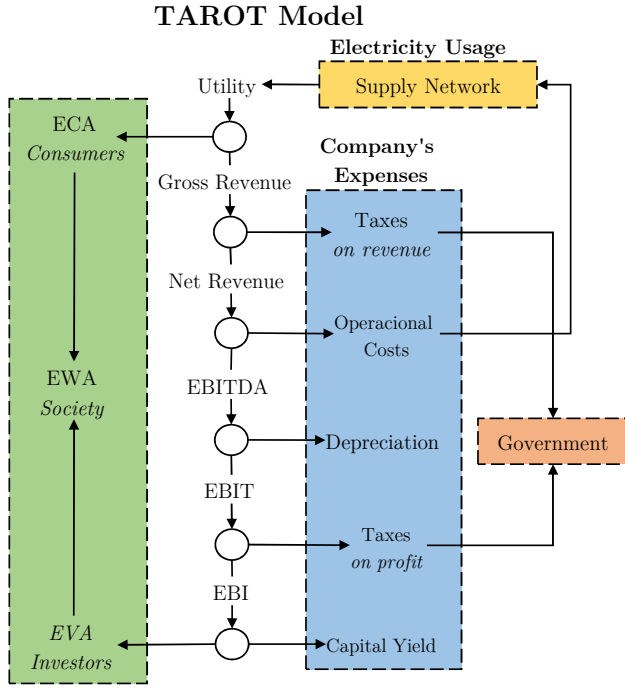 TAROT Model
Electricity Usage
Utility
Supply Network
ECA
Consumers
Company's
Expenses
Gross Revenue
Taxes
on revenue
Net Revenue
Operacional
Costs
EWA
Society
EBITDA
Depreciation
Government
EBIT
Taxes
on profit
EBI
EVA
Investors
Capital Yield